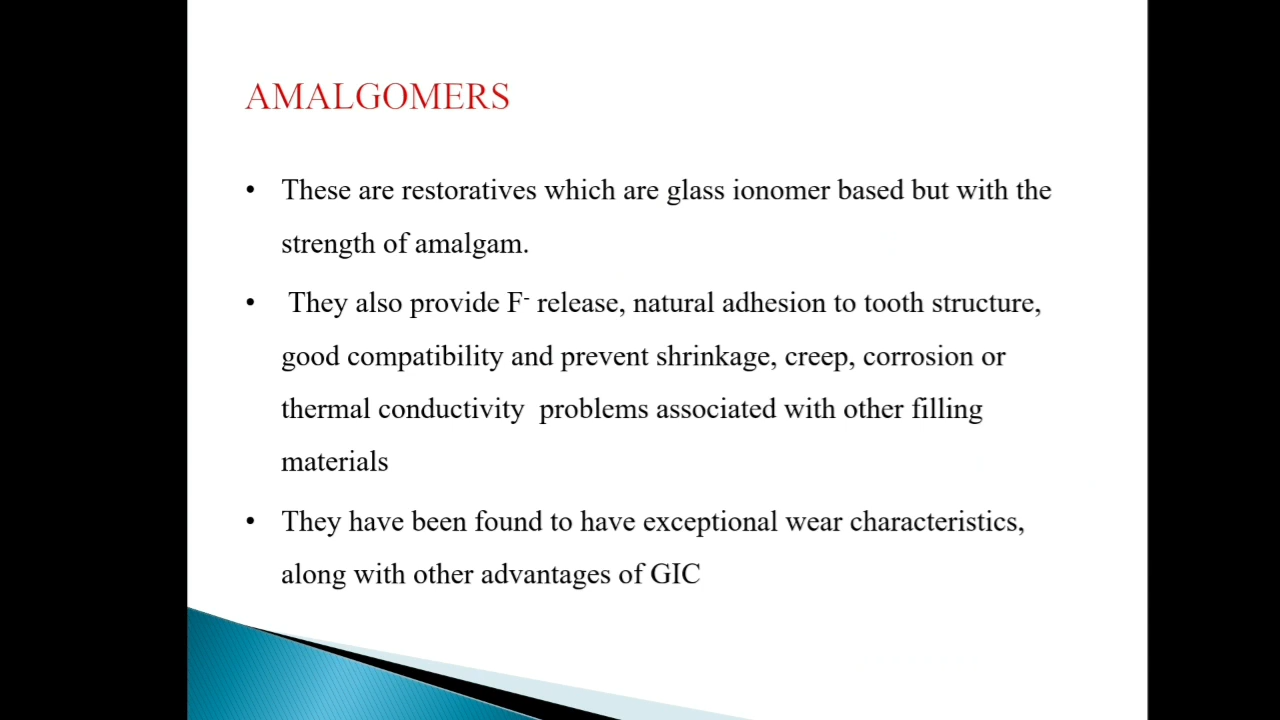 AMALGOMERS
• These are restoratives which are glass ionomer based but with the
strength of amalgam.
• They also provide F⁻ release, natural adhesion to tooth structure,
good compatibility and prevent shrinkage, creep, corrosion or
thermal conductivity  problems associated with other filling
materials
• They have been found to have exceptional wear characteristics,
along with other advantages of GIC